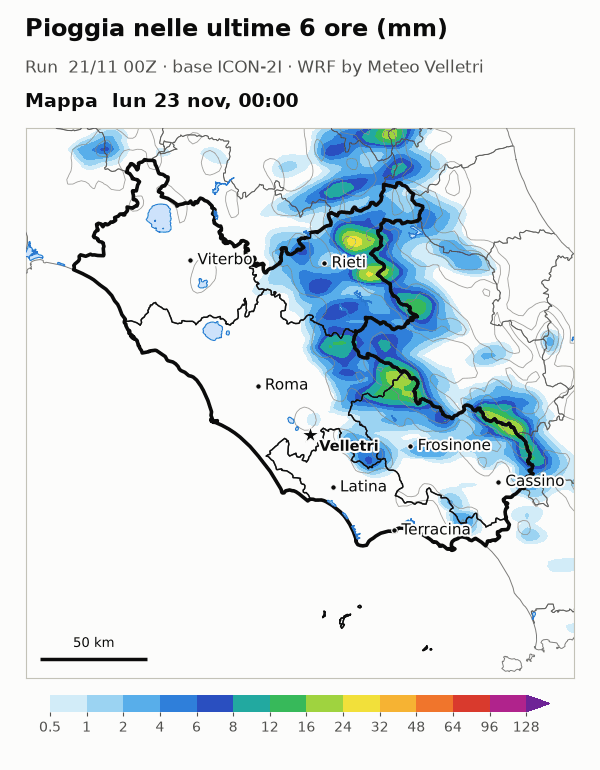 Pioggia nelle ultime 6 ore (mm)
Run  21/11 00Z · base ICON-2I · WRF by Meteo Velletri
Mappa  lun 23 nov, 00:00
Viterbo
Rieti
Roma
Velletri
Frosinone
Latina
Cassino
Terracina
50 km
0.5 1 2 4 6 8 12 16 24 32 48 64 96 128